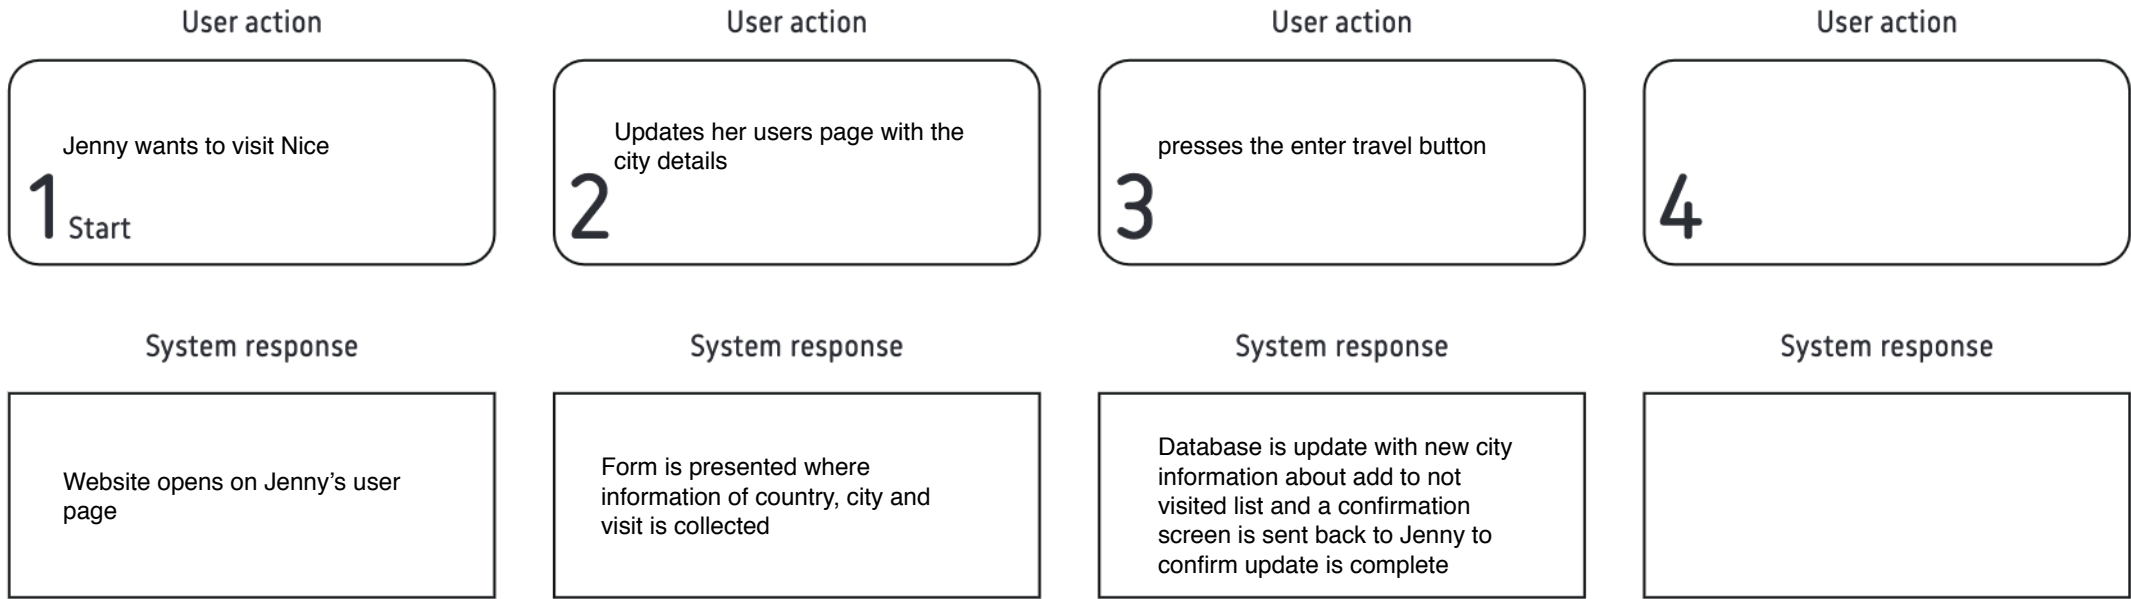 User action
User action
User action
User action
Jenny wants to visit Nice
1 Start
Updates her users page with the
city details
2
presses the enter travel button
3
4
System response
System response
System response
System response
Website opens on Jenny’s user
page
Form is presented where
information of country, city and
visit is collected
Database is update with new city
information about add to not
visited list and a confirmation
screen is sent back to Jenny to
confirm update is complete